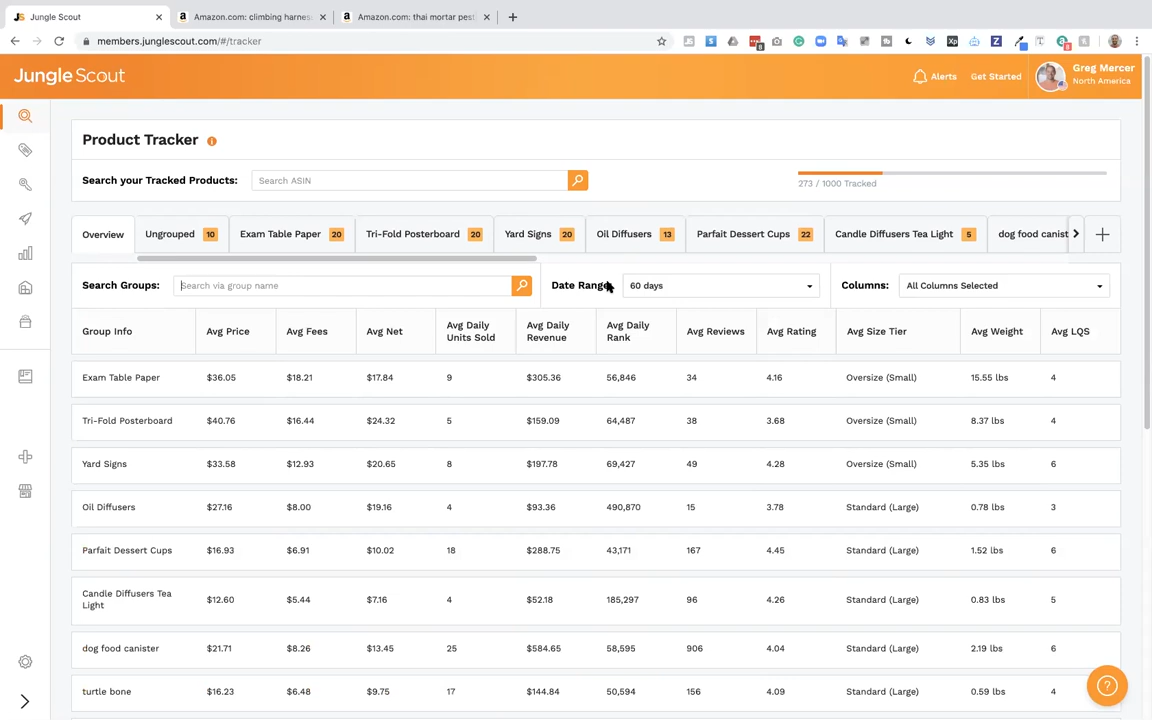 Jungle Scout
Amazon.com: climbing harnes
Amazon.com: thai mortar pest
members.junglescout.com/#/tracker
Jungle Scout
Alerts
Get Started
Greg Mercer
North America
Product Tracker
Search your Tracked Products:
Search ASIN
273 / 1000 Tracked
Overview
Ungrouped 10
Exam Table Paper 20
Tri-Fold Posterboard 20
Yard Signs 20
Oil Diffusers 13
Parfait Dessert Cups 22
Candle Diffusers Tea Light 5
dog food canist
Search Groups:
Search via group name
Date Range
60 days
Columns:
All Columns Selected
Group Info Avg Price Avg Fees Avg Net Avg Daily Units Sold Avg Daily Revenue Avg Daily Rank Avg Reviews Avg Rating Avg Size Tier Avg Weight Avg LQS
Exam Table Paper $36.05 $18.21 $17.84 9 $305.36 56,846 34 4.16 Oversize (Small) 15.55 lbs 4
Tri-Fold Posterboard $40.76 $16.44 $24.32 5 $159.09 64,487 38 3.68 Oversize (Small) 8.37 lbs 4
Yard Signs $33.58 $12.93 $20.65 8 $197.78 69,427 49 4.28 Oversize (Small) 5.35 lbs 6
Oil Diffusers $27.16 $8.00 $19.16 4 $93.36 490,870 15 3.78 Standard (Large) 0.78 lbs 3
Parfait Dessert Cups $16.93 $6.91 $10.02 18 $288.75 43,171 167 4.45 Standard (Large) 1.52 lbs 6
Candle Diffusers Tea Light $12.60 $5.44 $7.16 4 $52.18 185,297 96 4.26 Standard (Large) 0.83 lbs 5
dog food canister $21.71 $8.26 $13.45 25 $584.65 58,595 906 4.04 Standard (Large) 2.19 lbs 6
turtle bone $16.23 $6.48 $9.75 17 $144.84 50,594 156 4.09 Standard (Large) 0.59 lbs 4